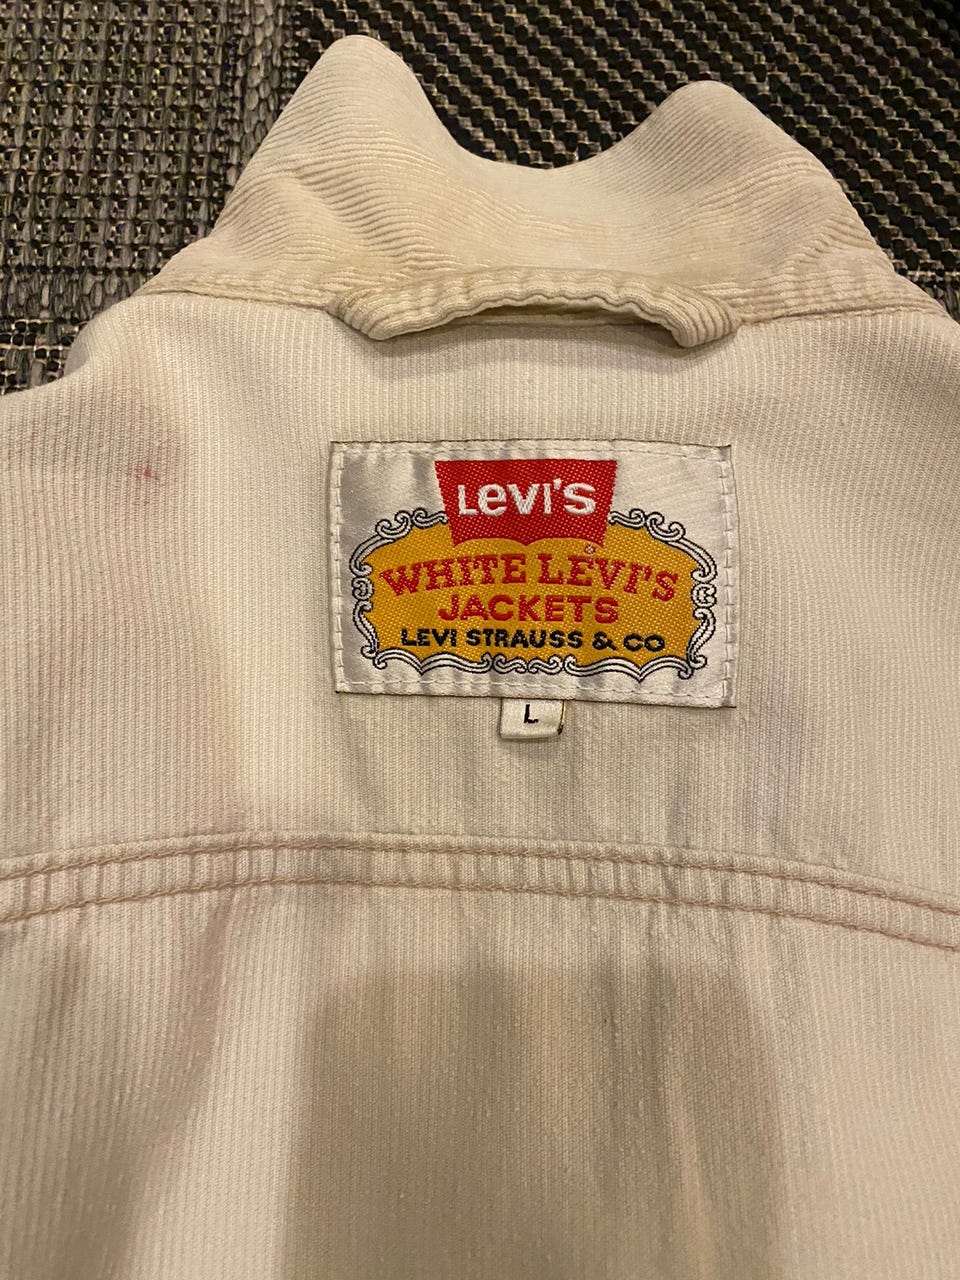 Levi's
®
WHITE LEVI'S
JACKETS
LEVI STRAUSS & CO
L